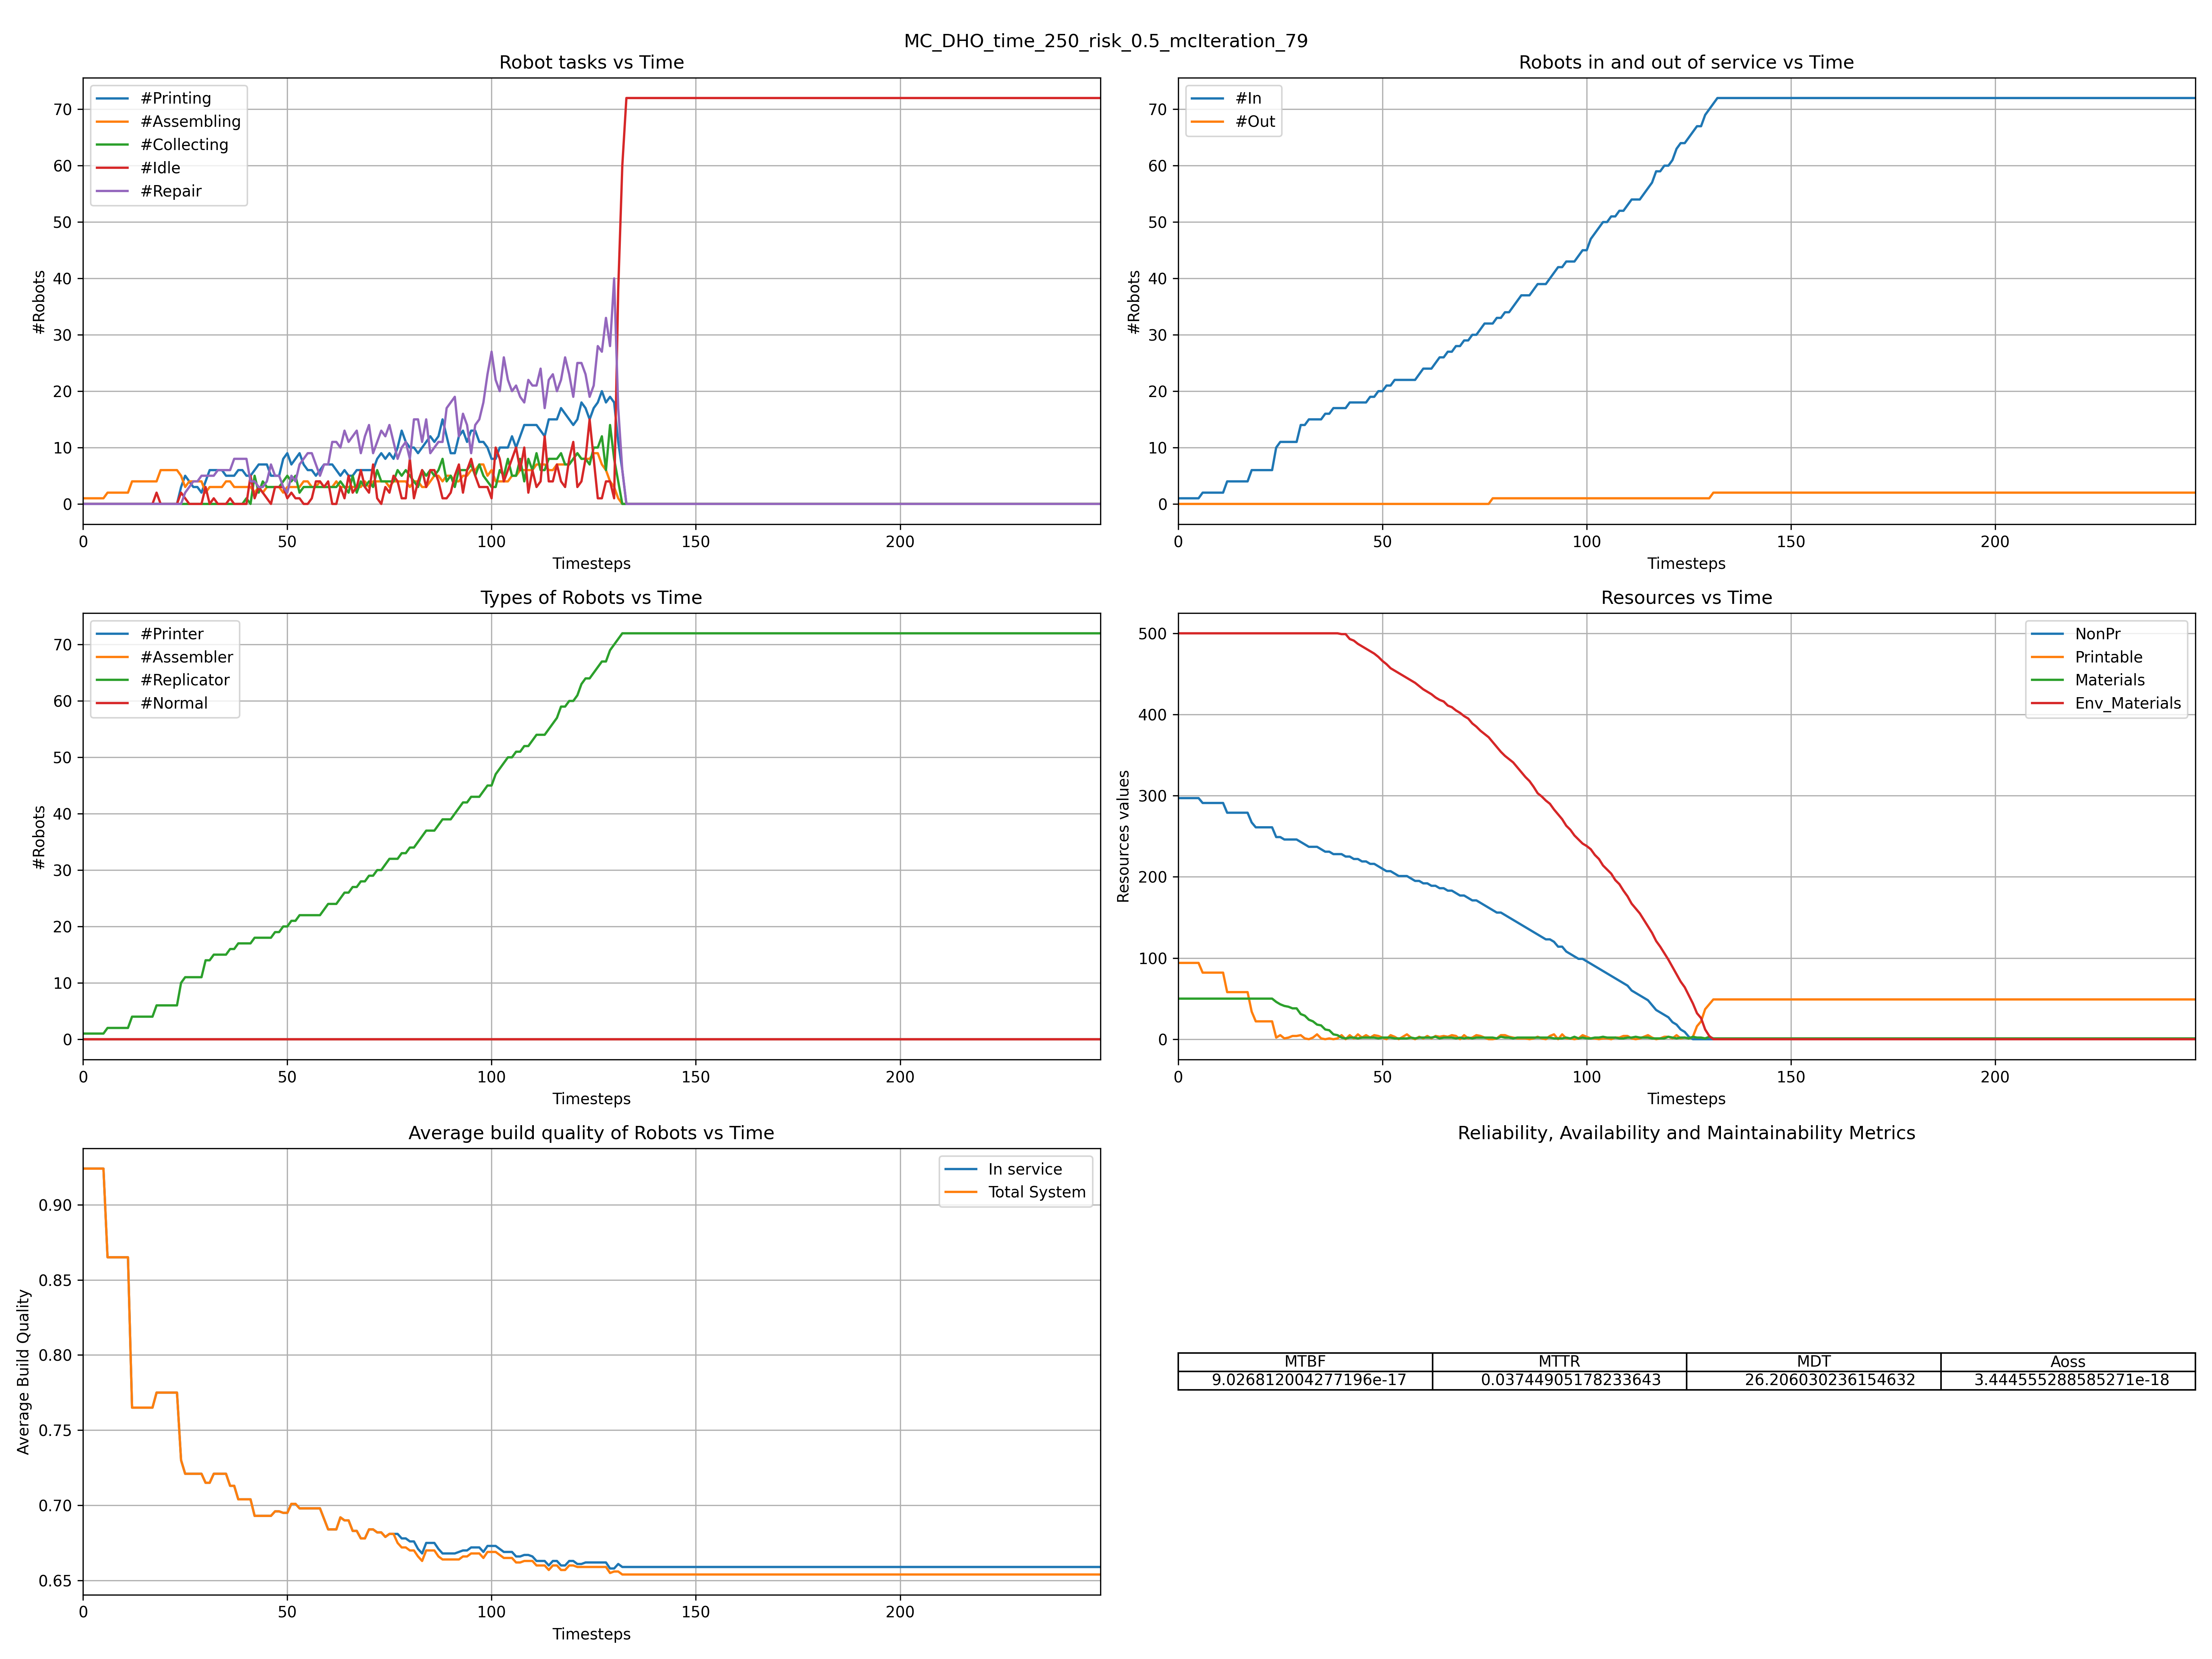 MC_DHO_time_250_risk_0.5_mcIteration_79
Robot tasks vs Time
#Printing
#Assembling
#Collecting
#Idle
#Repair
70
60
50
40
30
20
10
0
#Robots
0 50 100 150 200
Timesteps
Robots in and out of service vs Time
#In
#Out
70
60
50
40
30
20
10
0
#Robots
0 50 100 150 200
Timesteps
Types of Robots vs Time
#Printer
#Assembler
#Replicator
#Normal
70
60
50
40
30
20
10
0
#Robots
0 50 100 150 200
Timesteps
Resources vs Time
NonPr
Printable
Materials
Env_Materials
500
400
300
200
100
0
Resources values
0 50 100 150 200
Timesteps
Average build quality of Robots vs Time
In service
Total System
0.90
0.85
0.80
0.75
0.70
0.65
Average Build Quality
0 50 100 150 200
Timesteps
Reliability, Availability and Maintainability Metrics
MTBF MTTR MDT Aoss
9.026812004277196e-17 0.03744905178233643 26.206030236154632 3.444555288585271e-18